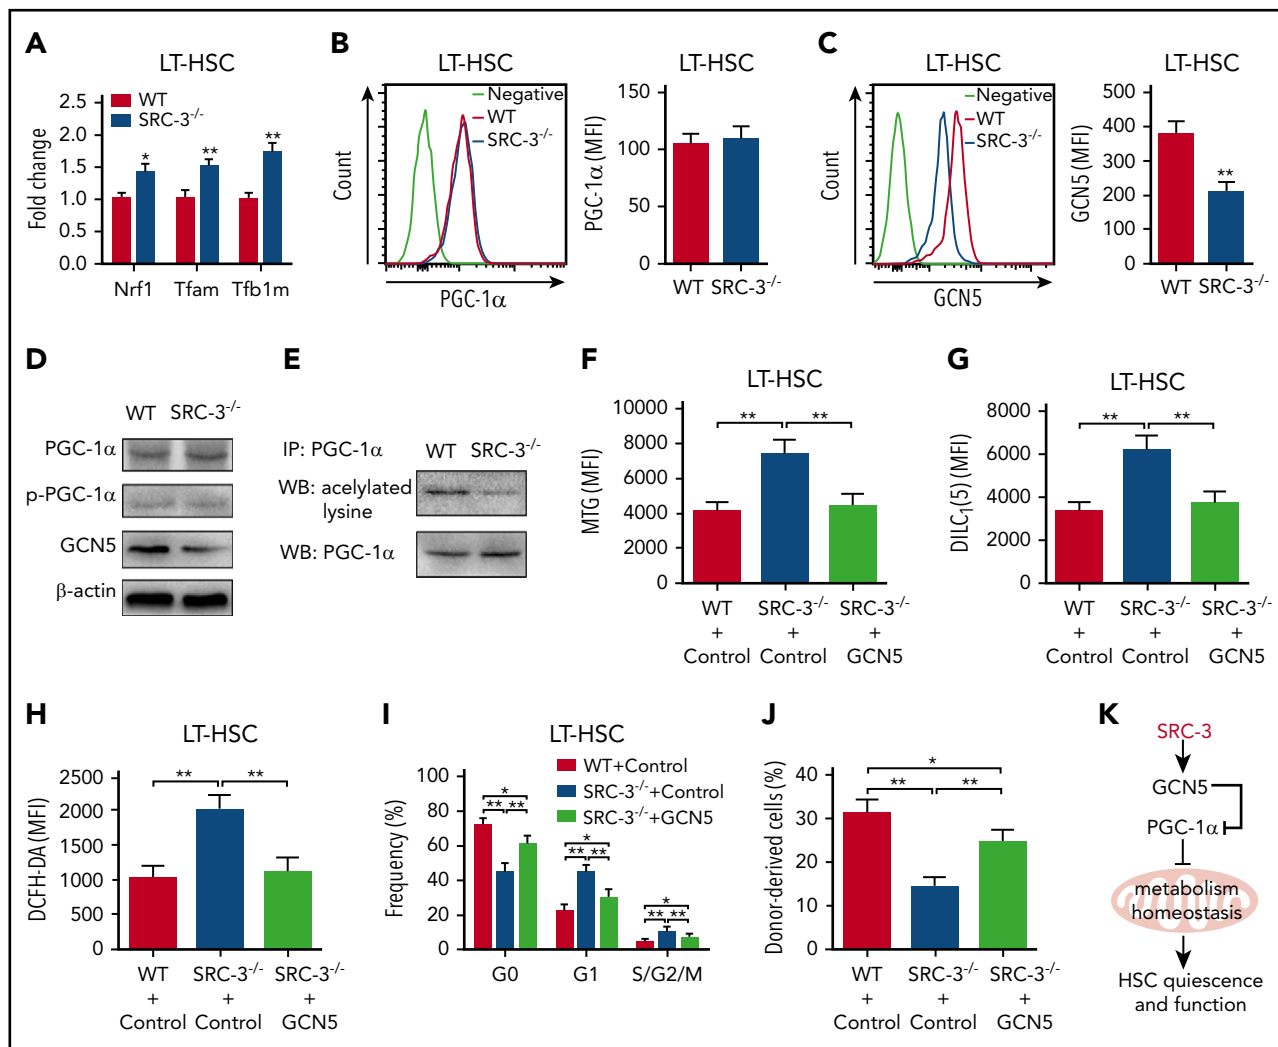 A
LT-HSC
WT
SRC-3-/-
Fold change
2.5
2.0
1.5
1.0
0.5
0.0
*
**
**
Nrf1 Tfam Tfb1m
B
LT-HSC
Negative
WT
SRC-3-/-
Count
PGC-1α
LT-HSC
PGC-1α (MFI)
150
100
50
0
WT SRC-3-/-
C
LT-HSC
Negative
WT
SRC-3-/-
Count
GCN5
LT-HSC
GCN5 (MFI)
500
400
300
200
100
0
**
WT SRC-3-/-
D
WT SRC-3-/-
PGC-1α
p-PGC-1α
GCN5
β-actin
E
IP: PGC-1α
WT SRC-3-/-
WB: acelylated
lysine
WB: PGC-1α
F
LT-HSC
MTG (MFI)
10000
8000
6000
4000
2000
0
** **
WT SRC-3-/- SRC-3-/-
+ + +
Control Control GCN5
G
LT-HSC
DILC1(5) (MFI)
8000
6000
4000
2000
0
** **
WT SRC-3-/- SRC-3-/-
+ + +
Control Control GCN5
H
LT-HSC
DCFH-DA (MFI)
2500
2000
1500
1000
500
0
** **
WT SRC-3-/- SRC-3-/-
+ + +
Control Control GCN5
I
LT-HSC
WT+Control
SRC-3-/-+Control
SRC-3-/-+GCN5
Frequency (%)
100
80
60
40
20
0
*
** **
*
** **
*
** **
G0 G1 S/G2/M
J
Donor-derived cells (%)
40
30
20
10
0
*
** **
WT SRC-3-/- SRC-3-/-
+ + +
Control Control GCN5
K
SRC-3
GCN5
PGC-1α
metabolism
homeostasis
HSC quiescence
and function